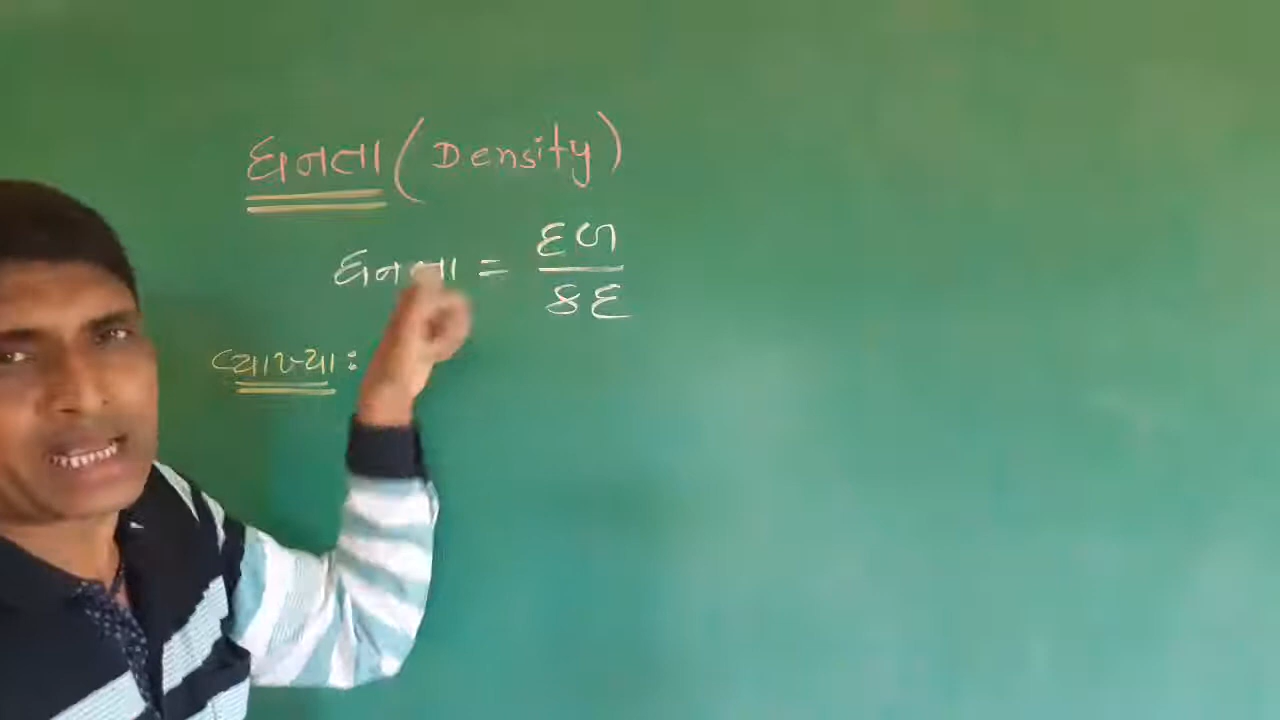 ઘનતા (Density)
ઘનતા = દળ / કદ
વ્યાખ્યા :